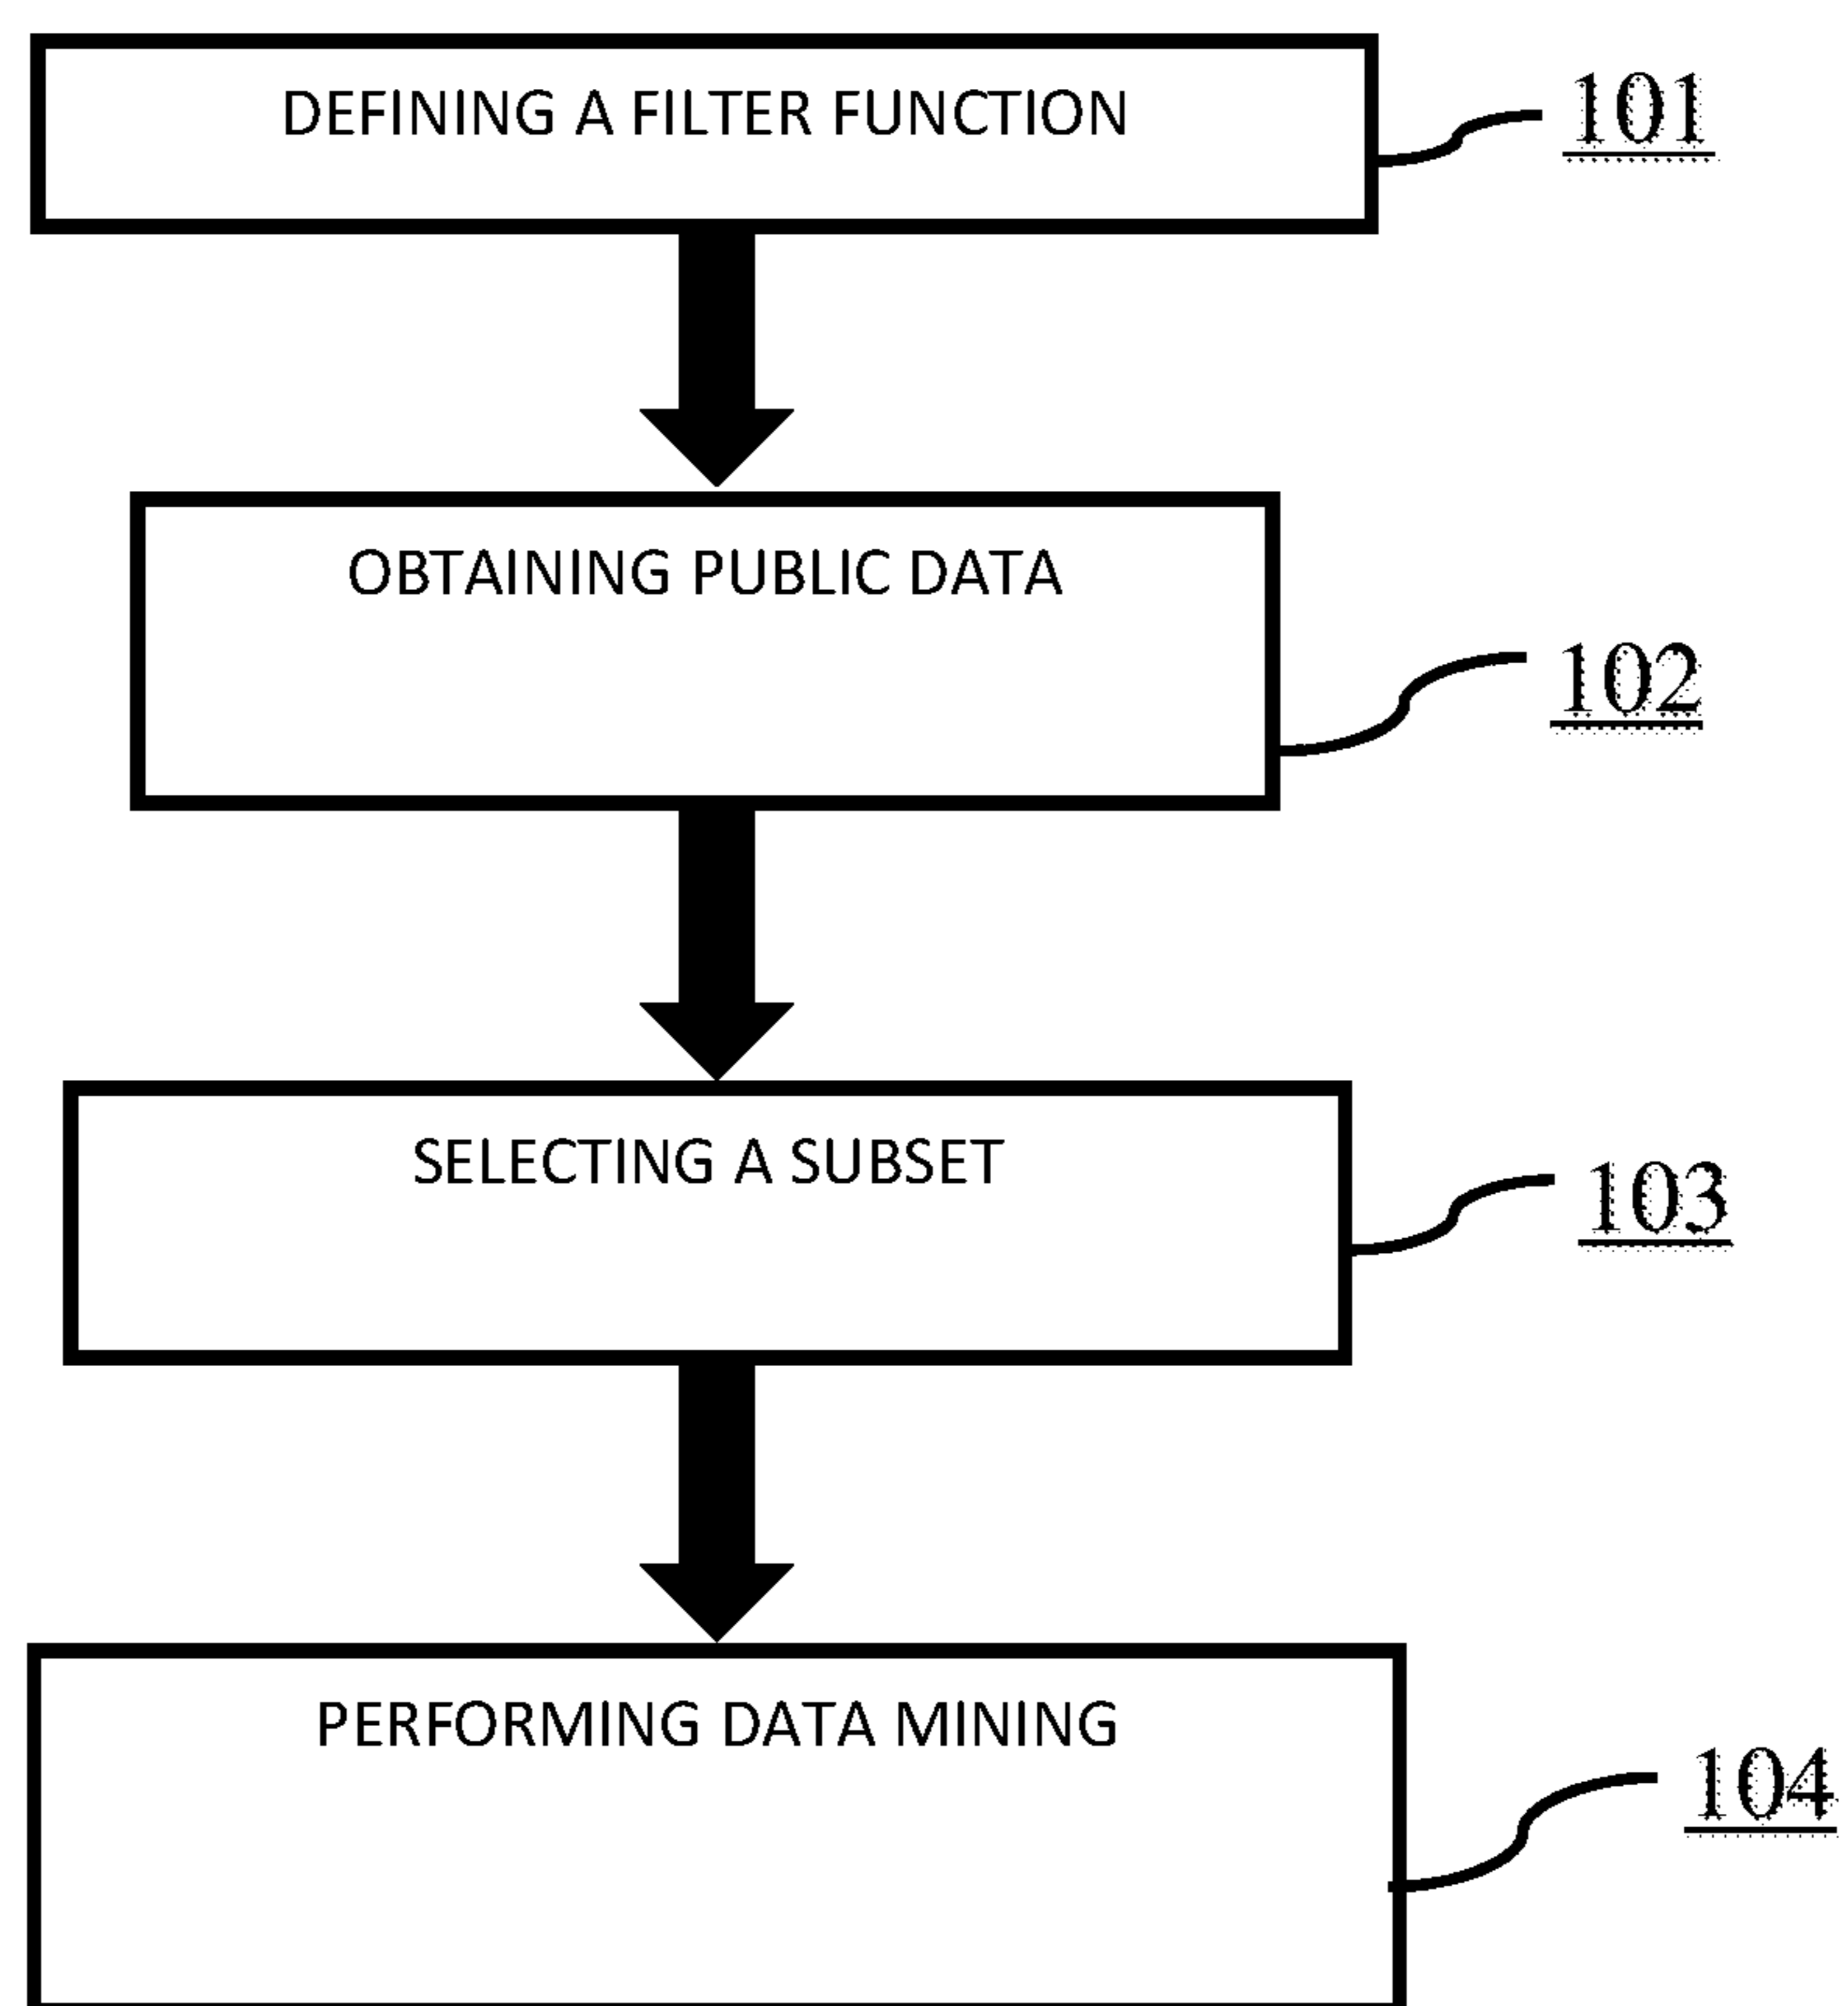 DEFINING A FILTER FUNCTION
101
OBTAINING PUBLIC DATA
102
SELECTING A SUBSET
103
PERFORMING DATA MINING
104